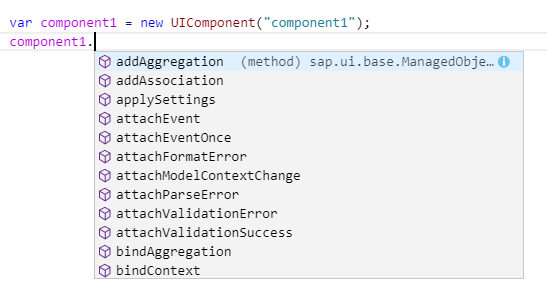 var component1 = new UIComponent("component1");
component1.
addAggregation (method) sap.ui.base.ManagedObje…
addAssociation
applySettings
attachEvent
attachEventOnce
attachFormatError
attachModelContextChange
attachParseError
attachValidationError
attachValidationSuccess
bindAggregation
bindContext